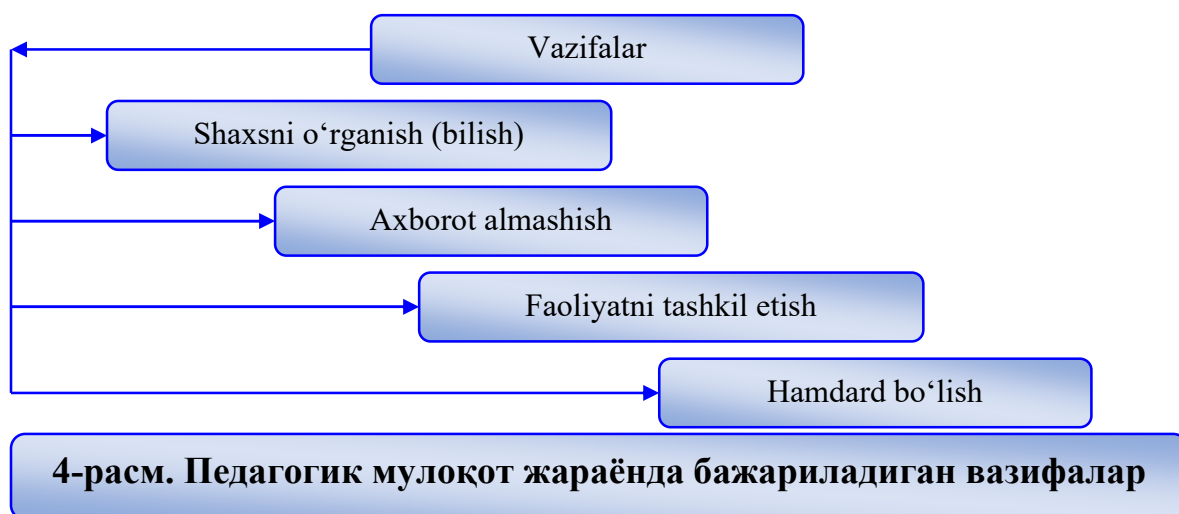 Vazifalar
Shaxsni o‘rganish (bilish)
Axborot almashish
Faoliyatni tashkil etish
Hamdard bo‘lish
4-расм. Педагогик мулоқот жараёнда бажариладиган вазифалар